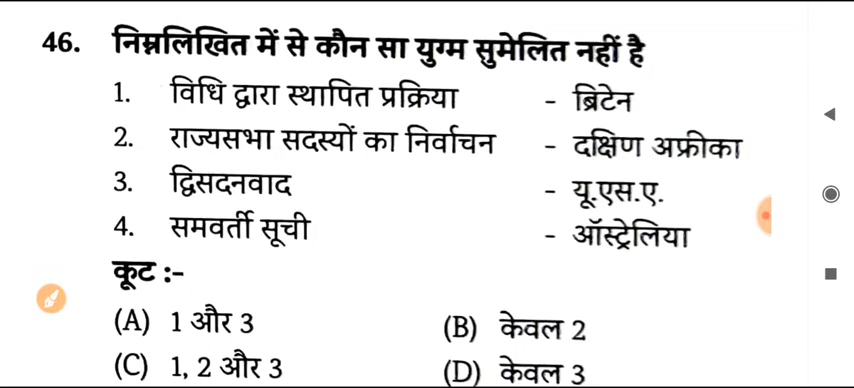 46. निम्नलिखित में से कौन सा युग्म सुमेलित नहीं है
1. विधि द्वारा स्थापित प्रक्रिया - ब्रिटेन
2. राज्यसभा सदस्यों का निर्वाचन - दक्षिण अफ्रीका
3. द्विसदनवाद - यू.एस.ए.
4. समवर्ती सूची - ऑस्ट्रेलिया
कूट :-
(A) 1 और 3 (B) केवल 2
(C) 1, 2 और 3 (D) केवल 3